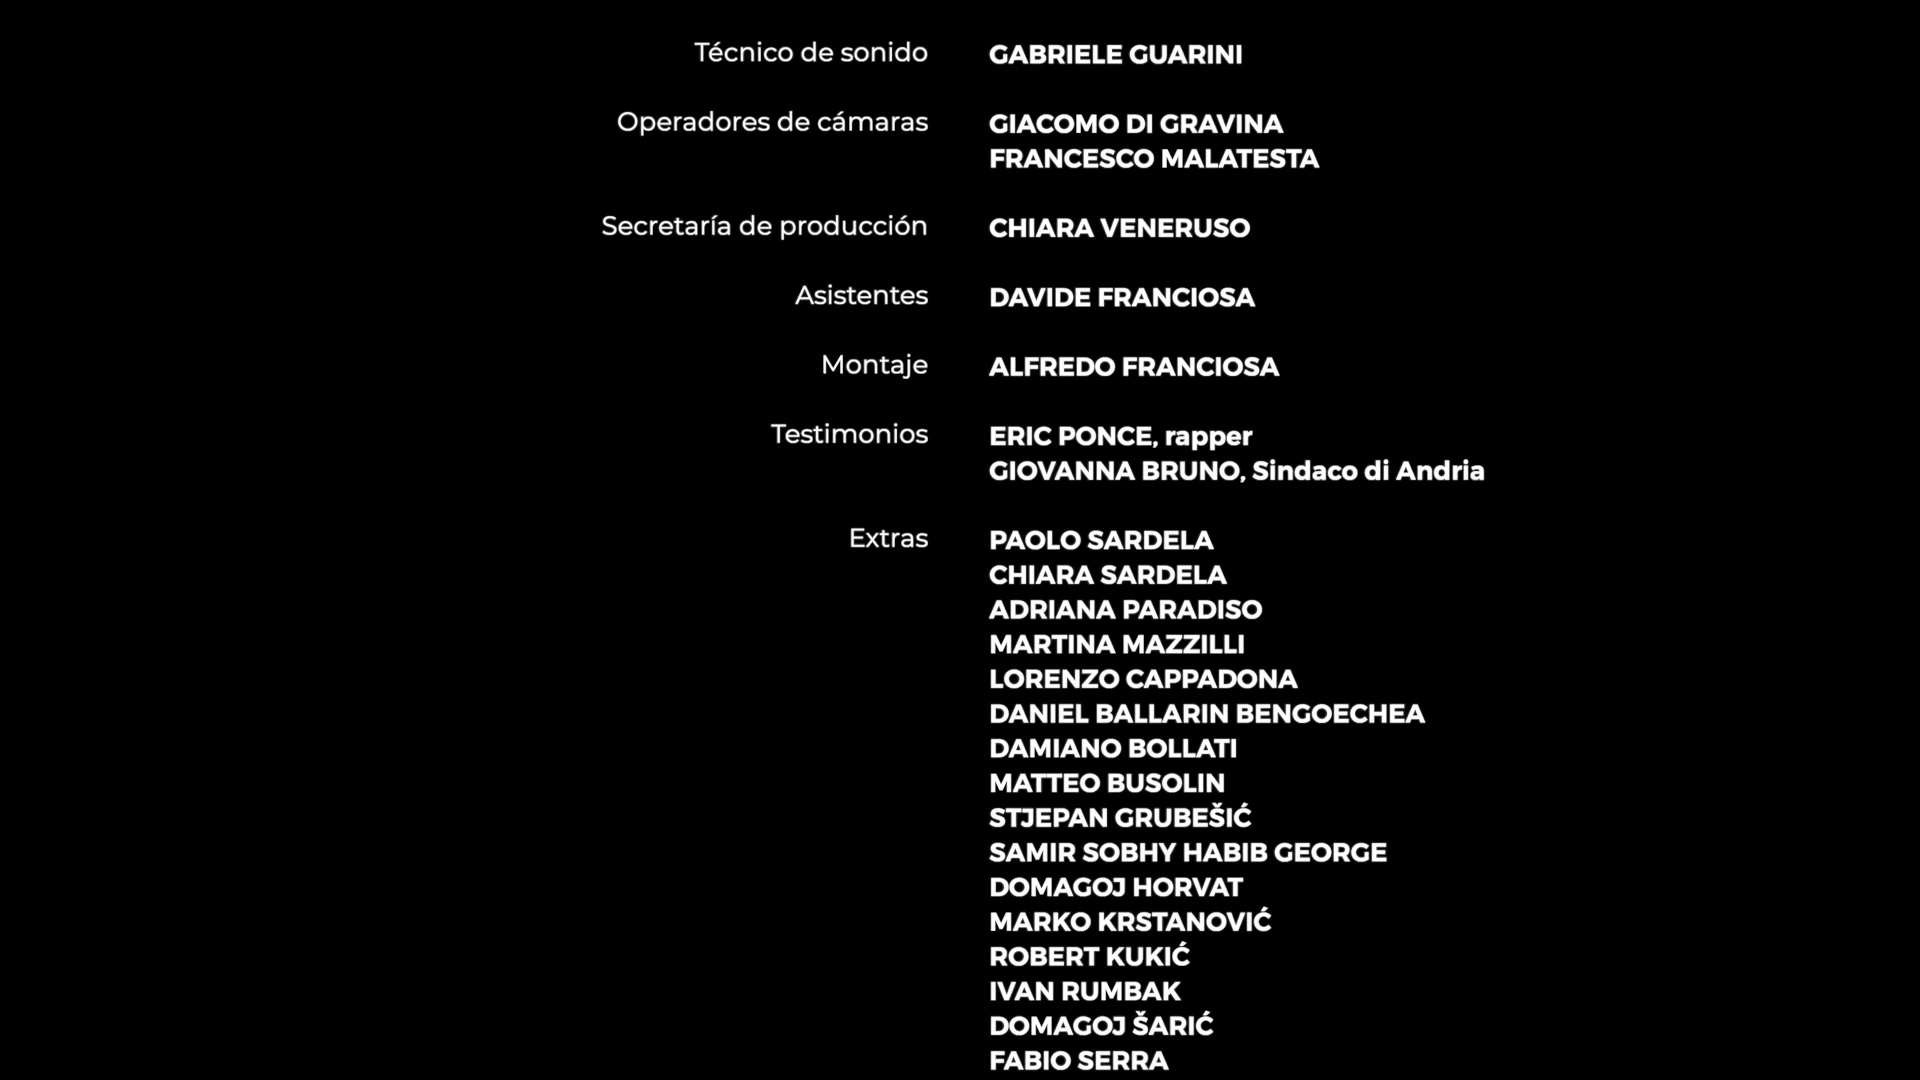 Técnico de sonido GABRIELE GUARINI
Operadores de cámaras GIACOMO DI GRAVINA
FRANCESCO MALATESTA
Secretaría de producción CHIARA VENERUSO
Asistentes DAVIDE FRANCIOSA
Montaje ALFREDO FRANCIOSA
Testimonios ERIC PONCE, rapper
GIOVANNA BRUNO, Sindaco di Andria
Extras PAOLO SARDELA
CHIARA SARDELA
ADRIANA PARADISO
MARTINA MAZZILLI
LORENZO CAPPADONA
DANIEL BALLARIN BENGOECHEA
DAMIANO BOLLATI
MATTEO BUSOLIN
STJEPAN GRUBEŠIĆ
SAMIR SOBHY HABIB GEORGE
DOMAGOJ HORVAT
MARKO KRSTANOVIĆ
ROBERT KUKIĆ
IVAN RUMBAK
DOMAGOJ ŠARIĆ
FABIO SERRA